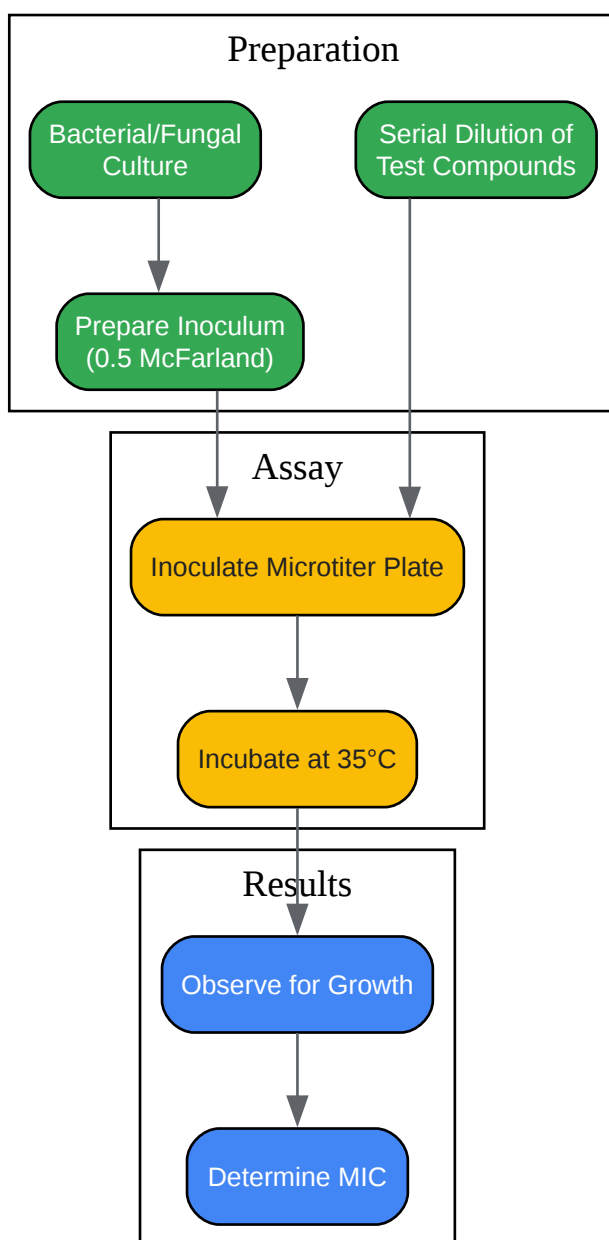 Preparation
Bacterial/Fungal
Culture
Serial Dilution of
Test Compounds
Prepare Inoculum
(0.5 McFarland)
Assay
Inoculate Microtiter Plate
Incubate at 35°C
Results
Observe for Growth
Determine MIC